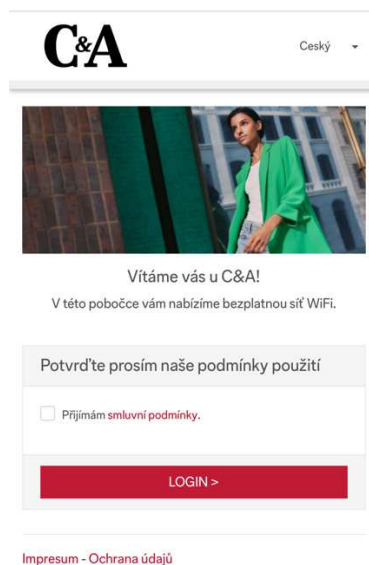 C&A
Český
Vítáme vás u C&A!
V této pobočce vám nabízíme bezplatnou síť WiFi.
Potvrďte prosím naše podmínky použití
Přijímám smluvní podmínky.
LOGIN >
Impresum - Ochrana údajů